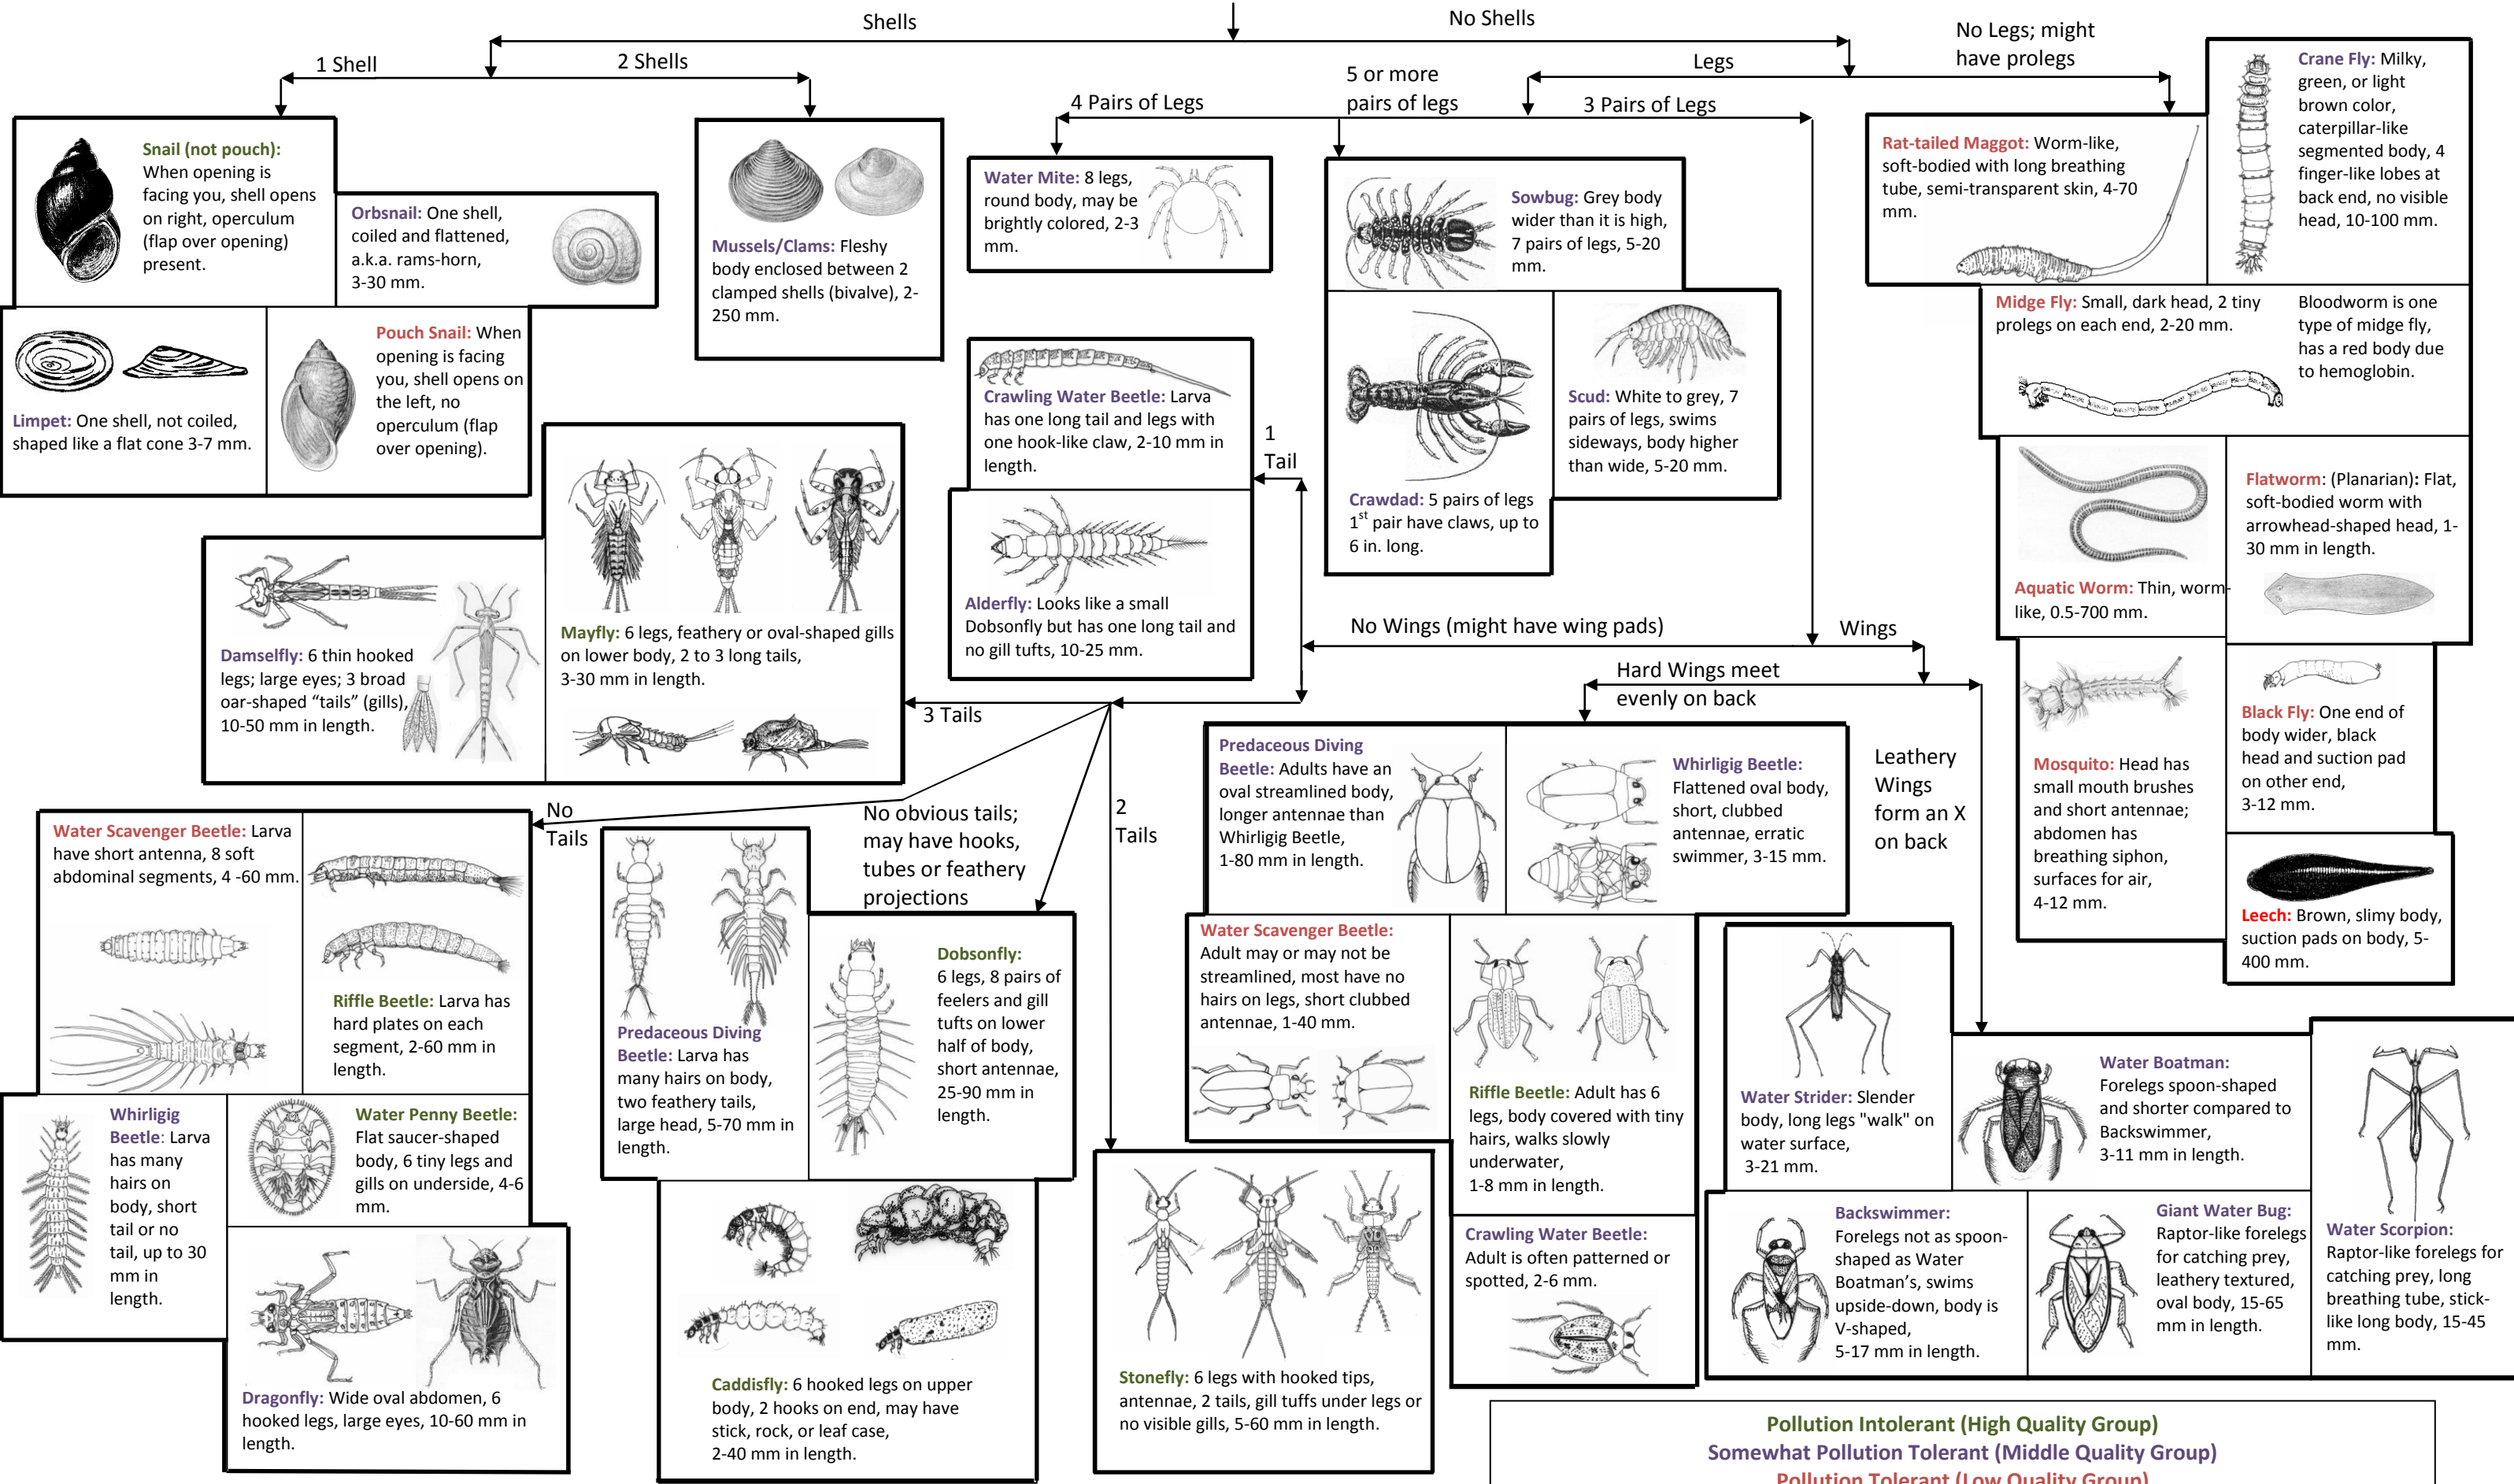 Shells
No Shells
1 Shell
2 Shells
Legs
No Legs; might
have prolegs
4 Pairs of Legs
5 or more
pairs of legs
3 Pairs of Legs
Snail (not pouch):
When opening is
facing you, shell opens
on right, operculum
(flap over opening)
present.
Orbsnail: One shell,
coiled and flattened,
a.k.a. rams-horn,
3-30 mm.
Limpet: One shell, not coiled,
shaped like a flat cone 3-7 mm.
Pouch Snail: When
opening is facing
you, shell opens on
the left, no
operculum (flap
over opening).
Mussels/Clams: Fleshy
body enclosed between 2
clamped shells (bivalve), 2-
250 mm.
Water Mite: 8 legs,
round body, may be
brightly colored, 2-3
mm.
Sowbug: Grey body
wider than it is high,
7 pairs of legs, 5-20
mm.
Crawdad: 5 pairs of legs
1st pair have claws, up to
6 in. long.
Scud: White to grey, 7
pairs of legs, swims
sideways, body higher
than wide, 5-20 mm.
Rat-tailed Maggot: Worm-like,
soft-bodied with long breathing
tube, semi-transparent skin, 4-70
mm.
Crane Fly: Milky,
green, or light
brown color,
caterpillar-like
segmented body, 4
finger-like lobes at
back end, no visible
head, 10-100 mm.
Midge Fly: Small, dark head, 2 tiny
prolegs on each end, 2-20 mm.
Bloodworm is one
type of midge fly,
has a red body due
to hemoglobin.
Aquatic Worm: Thin, worm-
like, 0.5-700 mm.
Flatworm: (Planarian): Flat,
soft-bodied worm with
arrowhead-shaped head, 1-
30 mm in length.
Mosquito: Head has
small mouth brushes
and short antennae;
abdomen has
breathing siphon,
surfaces for air,
4-12 mm.
Black Fly: One end of
body wider, black
head and suction pad
on other end,
3-12 mm.
Leech: Brown, slimy body,
suction pads on body, 5-
400 mm.
Crawling Water Beetle: Larva
has one long tail and legs with
one hook-like claw, 2-10 mm in
length.
1
Tail
Alderfly: Looks like a small
Dobsonfly but has one long tail and
no gill tufts, 10-25 mm.
No Wings (might have wing pads)
Wings
Damselfly: 6 thin hooked
legs; large eyes; 3 broad
oar-shaped “tails” (gills),
10-50 mm in length.
Mayfly: 6 legs, feathery or oval-shaped gills
on lower body, 2 to 3 long tails,
3-30 mm in length.
3 Tails
Hard Wings meet
evenly on back
Leathery
Wings
form an X
on back
No
Tails
No obvious tails;
may have hooks,
tubes or feathery
projections
2
Tails
Water Scavenger Beetle: Larva
have short antenna, 8 soft
abdominal segments, 4 -60 mm.
Riffle Beetle: Larva has
hard plates on each
segment, 2-60 mm in
length.
Whirligig
Beetle: Larva
has many
hairs on
body, short
tail or no
tail, up to 30
mm in
length.
Water Penny Beetle:
Flat saucer-shaped
body, 6 tiny legs and
gills on underside, 4-6
mm.
Dragonfly: Wide oval abdomen, 6
hooked legs, large eyes, 10-60 mm in
length.
Predaceous Diving
Beetle: Larva has
many hairs on body,
two feathery tails,
large head, 5-70 mm in
length.
Dobsonfly:
6 legs, 8 pairs of
feelers and gill
tufts on lower
half of body,
short antennae,
25-90 mm in
length.
Caddisfly: 6 hooked legs on upper
body, 2 hooks on end, may have
stick, rock, or leaf case,
2-40 mm in length.
Stonefly: 6 legs with hooked tips,
antennae, 2 tails, gill tuffs under legs or
no visible gills, 5-60 mm in length.
Predaceous Diving
Beetle: Adults have an
oval streamlined body,
longer antennae than
Whirligig Beetle,
1-80 mm in length.
Whirligig Beetle:
Flattened oval body,
short, clubbed
antennae, erratic
swimmer, 3-15 mm.
Water Scavenger Beetle:
Adult may or may not be
streamlined, most have no
hairs on legs, short clubbed
antennae, 1-40 mm.
Riffle Beetle: Adult has 6
legs, body covered with tiny
hairs, walks slowly
underwater,
1-8 mm in length.
Crawling Water Beetle:
Adult is often patterned or
spotted, 2-6 mm.
Water Strider: Slender
body, long legs "walk" on
water surface,
3-21 mm.
Water Boatman:
Forelegs spoon-shaped
and shorter compared to
Backswimmer,
3-11 mm in length.
Backswimmer:
Forelegs not as spoon-
shaped as Water
Boatman’s, swims
upside-down, body is
V-shaped,
5-17 mm in length.
Giant Water Bug:
Raptor-like forelegs
for catching prey,
leathery textured,
oval body, 15-65
mm in length.
Water Scorpion:
Raptor-like forelegs for
catching prey, long
breathing tube, stick-
like long body, 15-45
mm.
Pollution Intolerant (High Quality Group)
Somewhat Pollution Tolerant (Middle Quality Group)
Pollution Tolerant (Low Quality Group)